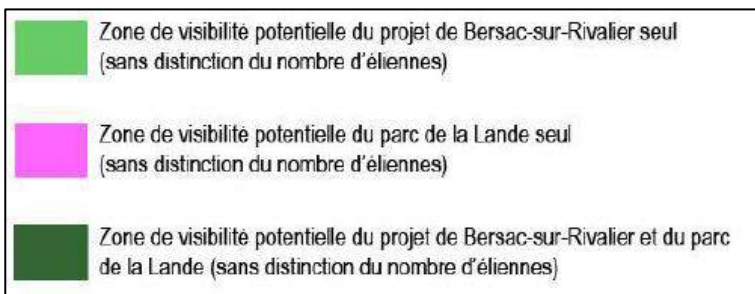 Zone de visibilité potentielle du projet de Bersac-sur-Rivalier seul
(sans distinction du nombre d'éliennes)
Zone de visibilité potentielle du parc de la Lande seul
(sans distinction du nombre d'éliennes)
Zone de visibilité potentielle du projet de Bersac-sur-Rivalier et du parc
de la Lande (sans distinction du nombre d'éliennes)